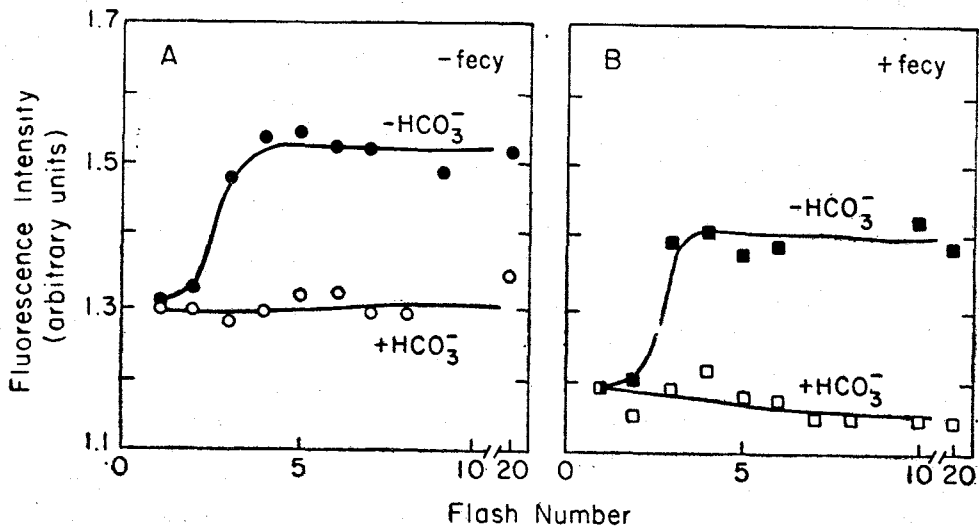 A
-fecy
-HCO₃⁻
+HCO₃⁻
1.7
1.5
1.3
1.1
0
5
10
20
Fluorescence Intensity
(arbitrary units)
B
+fecy
-HCO₃⁻
+HCO₃⁻
0
5
10
20
Flash Number